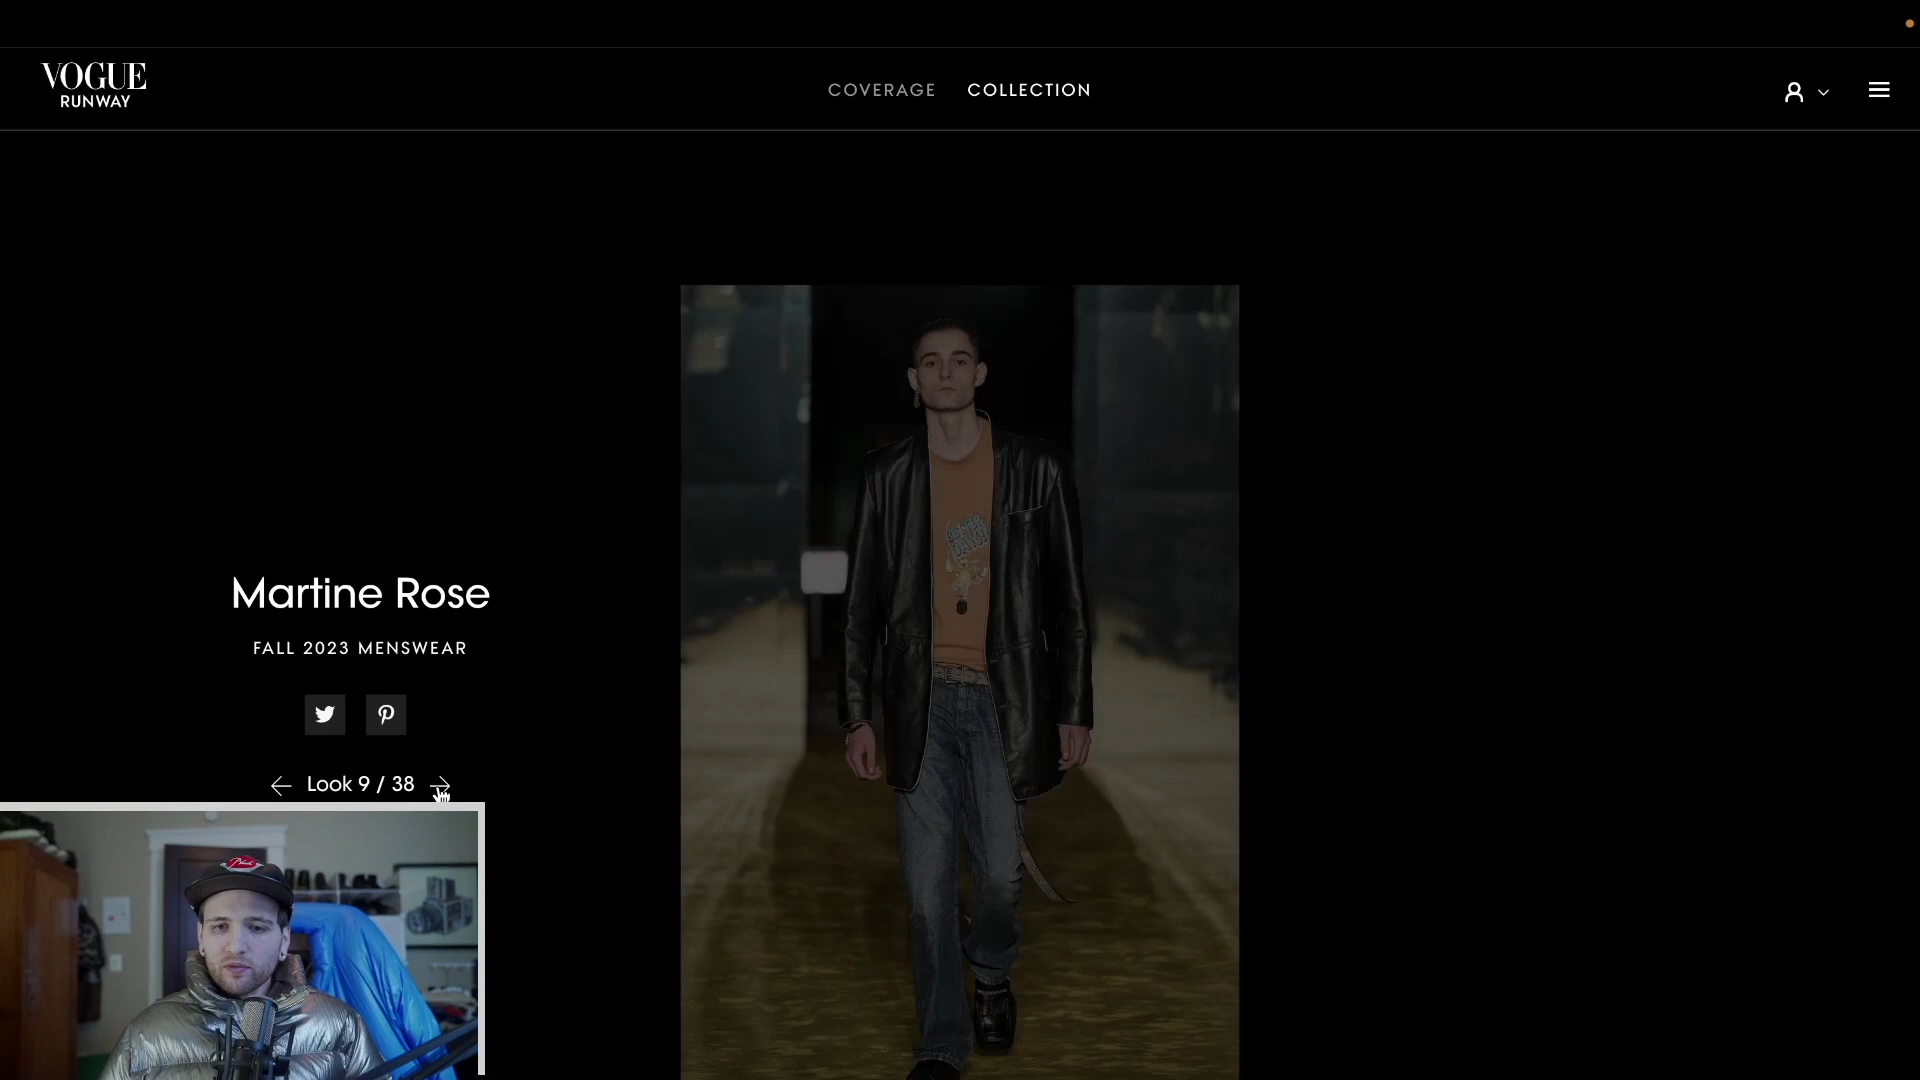 VOGUE
RUNWAY
COVERAGE
COLLECTION
Martine Rose
FALL 2023 MENSWEAR
Look 9 / 38